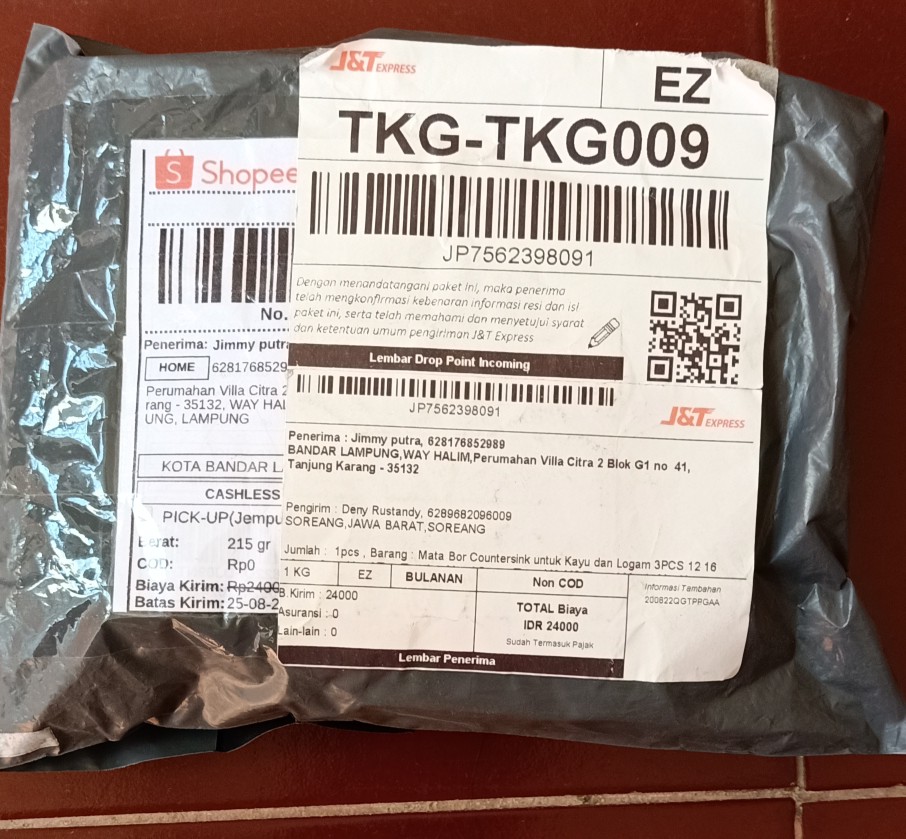 J&T EXPRESS
EZ
TKG-TKG009
JP7562398091
Dengan menandatangani paket ini, maka penerima
telah mengkonfirmasi kebenaran informasi resi dan isi
paket ini, serta telah memahami dan menyetujui syarat
dan ketentuan umum pengiriman J&T Express
Lembar Drop Point Incoming
JP7562398091
J&T EXPRESS
Penerima : Jimmy putra, 628176852989
BANDAR LAMPUNG,WAY HALIM,Perumahan Villa Citra 2 Blok G1 no 41,
Tanjung Karang - 35132
Pengirim : Deny Rustandy, 6289682096009
SOREANG,JAWA BARAT,SOREANG
Jumlah : 1pcs , Barang : Mata Bor Countersink untuk Kayu dan Logam 3PCS 12 16
1 KG
EZ
BULANAN
Non COD
Informasi Tambahan
200822QGTPPGAA
B.Kirim : 24000
Asuransi : 0
Lain-lain : 0
TOTAL Biaya
IDR 24000
Sudah Termasuk Pajak
Lembar Penerima
Shopee
No.
Penerima: Jimmy putra
HOME 6281768529
Perumahan Villa Citra 2
rang - 35132, WAY HAL
UNG, LAMPUNG
KOTA BANDAR L
CASHLESS
PICK-UP(Jempu
Berat: 215 gr
COD: Rp0
Biaya Kirim: Rp2400
Batas Kirim: 25-08-2